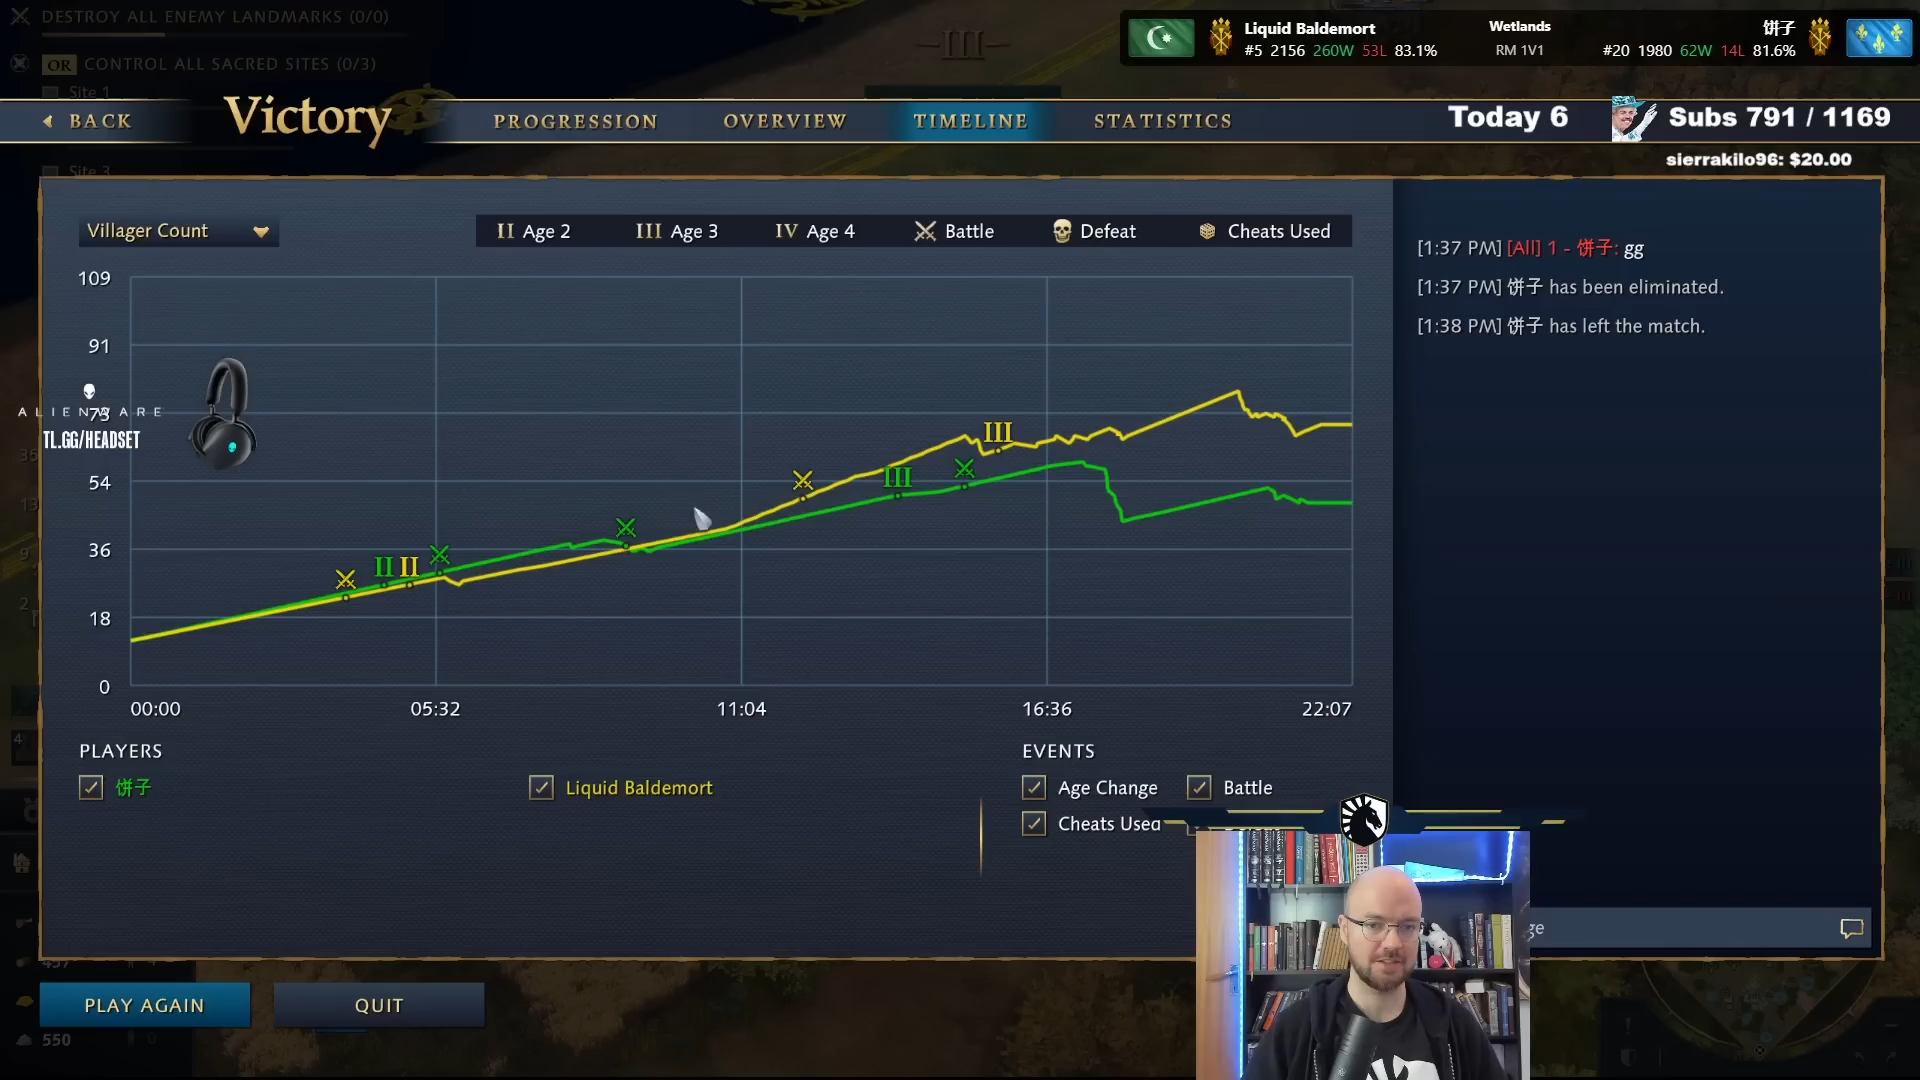 DESTROY ALL ENEMY LANDMARKS (0/0)
OR CONTROL ALL SACRED SITES (0/3)
Site 1
Site 3
III
Liquid Baldemort
#5 2156 260W 53L 83.1%
Wetlands
RM 1V1
饼子
#20 1980 62W 14L 81.6%
BACK
Victory
PROGRESSION
OVERVIEW
TIMELINE
STATISTICS
Today 6
Subs 791 / 1169
sierrakilo96: $20.00
Villager Count
II Age 2
III Age 3
IV Age 4
Battle
Defeat
Cheats Used
109
91
73
54
36
18
0
ALIENWARE
TL.GG/HEADSET
II
II
III
III
00:00
05:32
11:04
16:36
22:07
[1:37 PM] [All] 1 - 饼子: gg
[1:37 PM] 饼子 has been eliminated.
[1:38 PM] 饼子 has left the match.
PLAYERS
饼子
Liquid Baldemort
EVENTS
Age Change
Battle
Cheats Used
PLAY AGAIN
QUIT
550